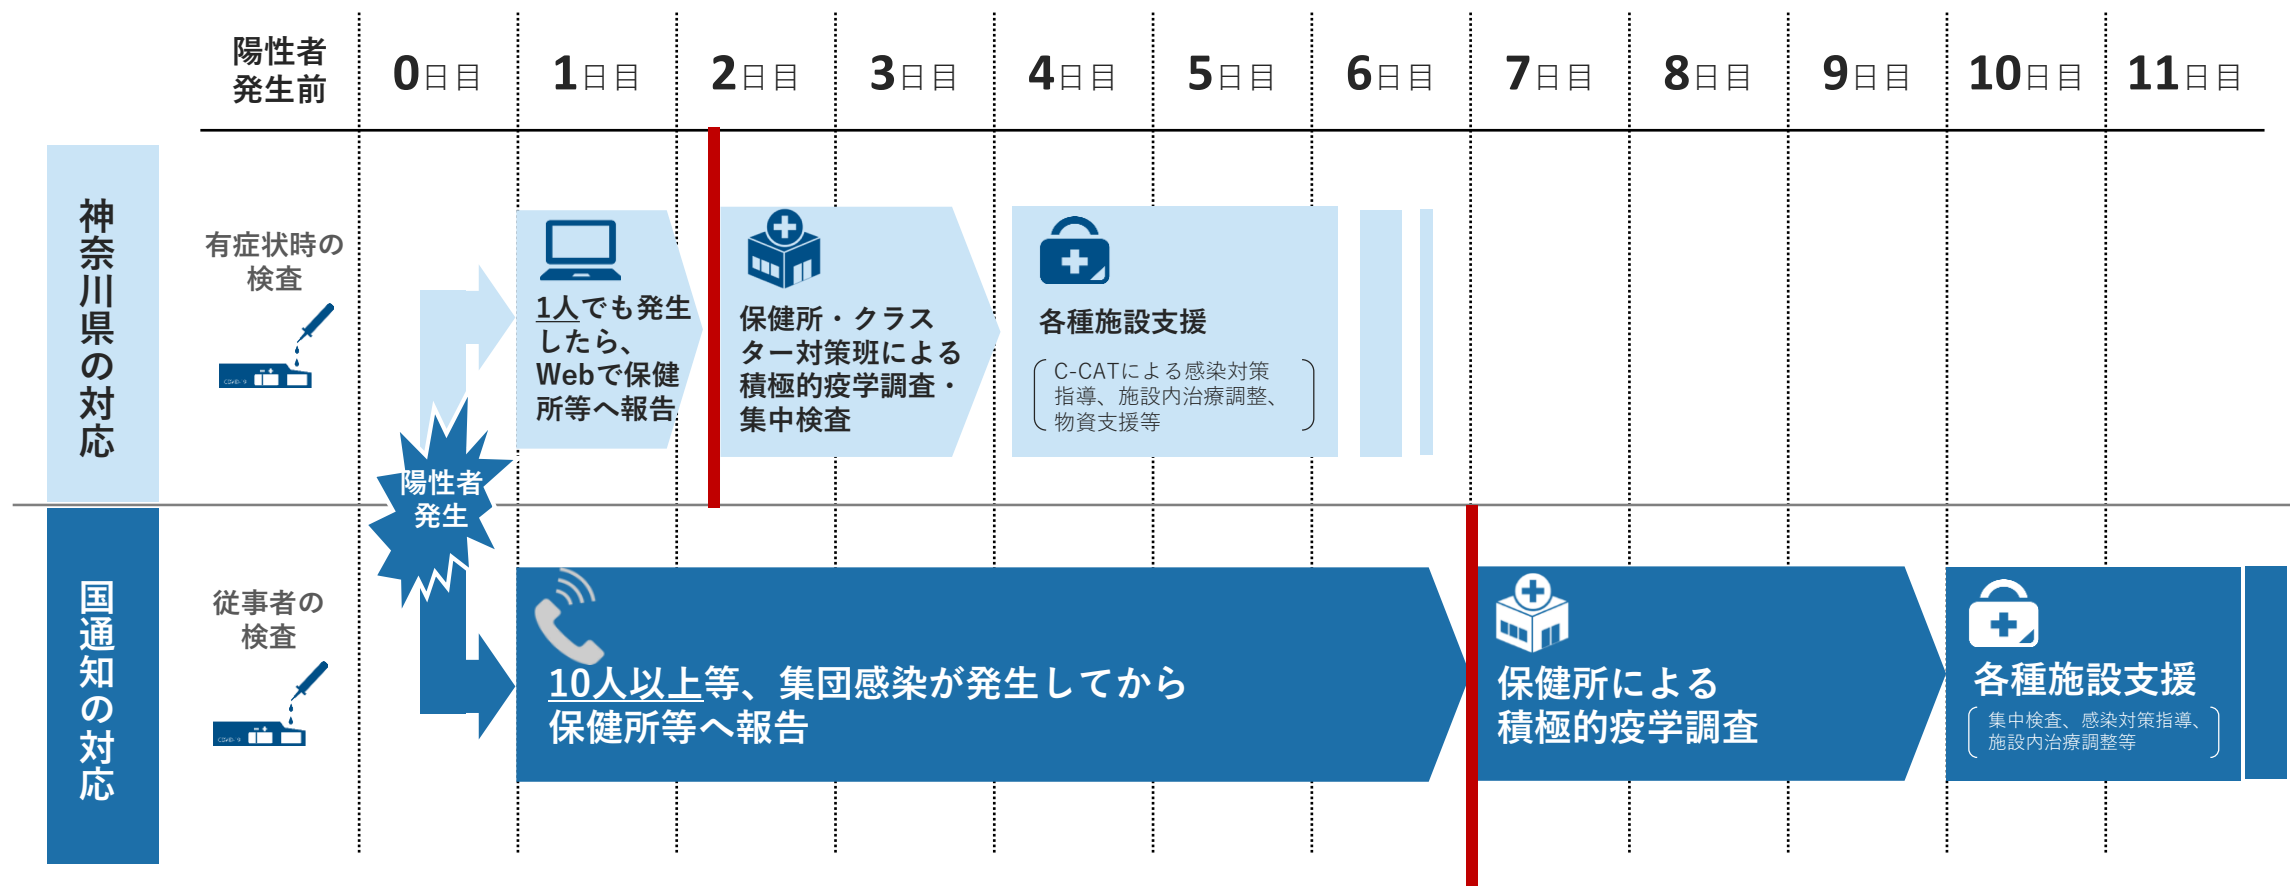 陽性者
発生前
0日目
1日目
2日目
3日目
4日目
5日目
6日目
7日目
8日目
9日目
10日目
11日目
神奈川県の対応
有症状時の
検査
COVID-19
1人でも発生
したら、
Webで保健
所等へ報告
保健所・クラス
ター対策班による
積極的疫学調査・
集中検査
各種施設支援
C-CATによる感染対策
指導、施設内治療調整、
物資支援等
陽性者
発生
国通知の対応
従事者の
検査
COVID-19
10人以上等、集団感染が発生してから
保健所等へ報告
保健所による
積極的疫学調査
各種施設支援
集中検査、感染対策指導、
施設内治療調整等